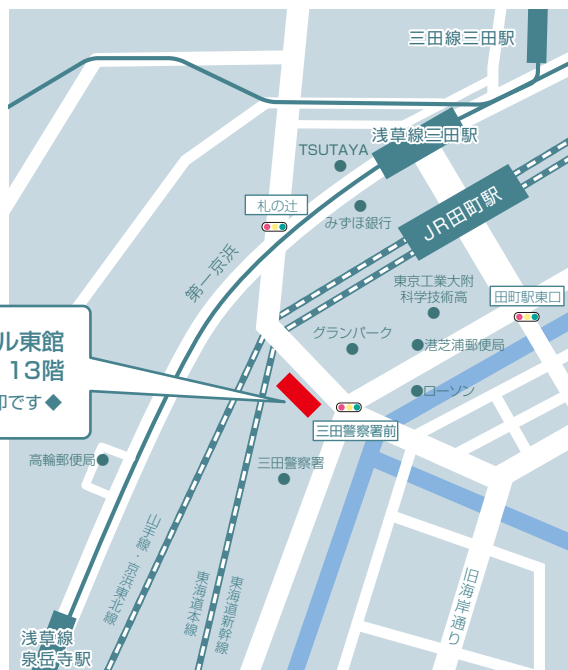 三田線三田駅
浅草線三田駅
TSUTAYA
札の辻
みずほ銀行
JR田町駅
第一京浜
東京工業大附
科学技術高
田町駅東口
グランパーク
港芝浦郵便局
ル東館
13階
印です◆
ローソン
三田警察署前
高輪郵便局
三田警察署
山手線・京浜東北線
東海道本線
東海道新幹線
旧海岸通り
浅草線
泉岳寺駅